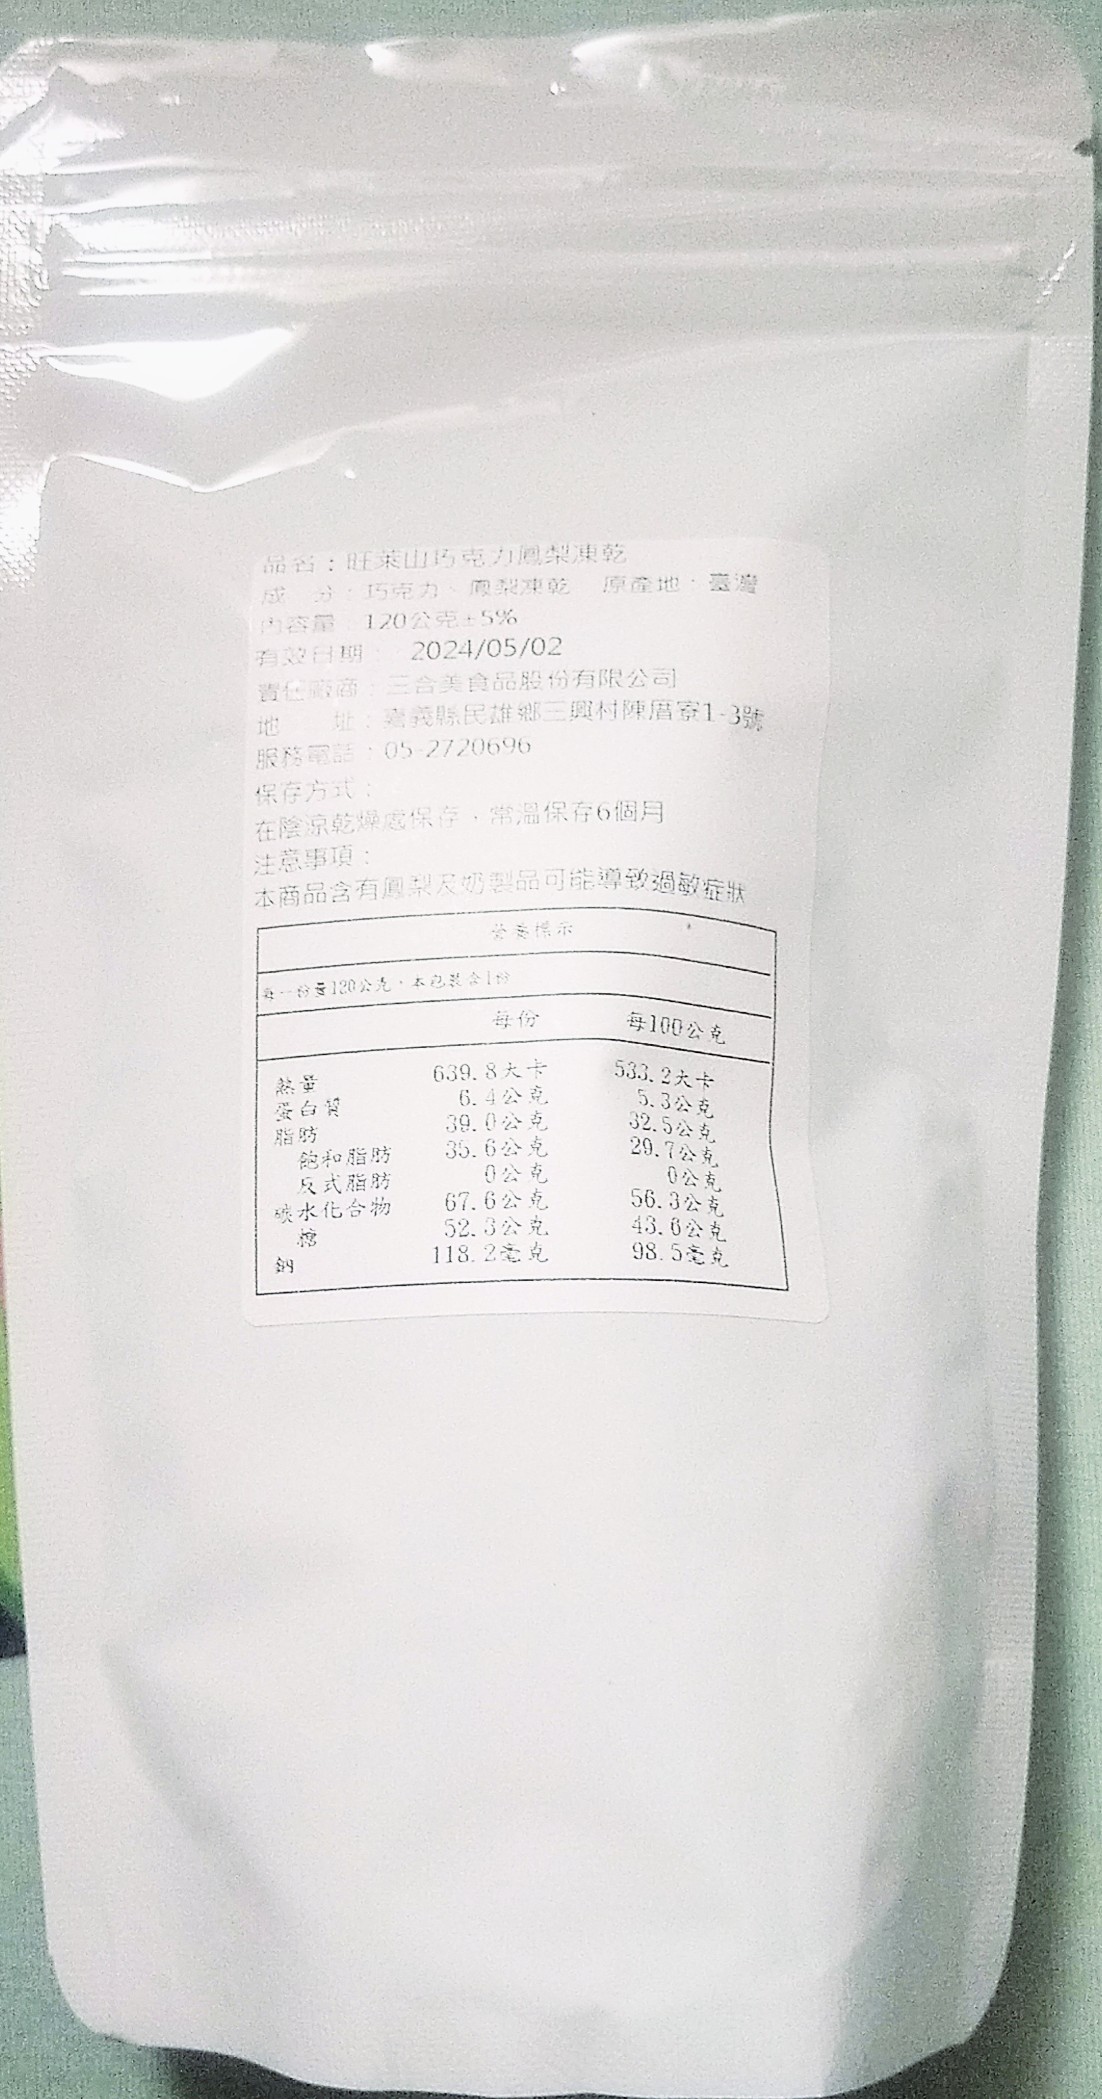 品名：旺萊山巧克力鳳梨凍乾
成　分：巧克力、鳳梨凍乾　原產地：臺灣
內容量：120公克±5%
有效日期：2024/05/02
責任廠商：三合美食品股份有限公司
地　　址：嘉義縣民雄鄉三興村陳厝寮1-3號
服務電話：05-2720696
保存方式：
在陰涼乾燥處保存，常溫保存6個月
注意事項：
本商品含有鳳梨及奶製品可能導致過敏症狀
營養標示
每一份量120公克，本包裝含1份
每份　每100公克
熱量　639.8大卡　533.2大卡
蛋白質　6.4公克　5.3公克
脂肪　39.0公克　32.5公克
飽和脂肪　35.6公克　29.7公克
反式脂肪　0公克　0公克
碳水化合物　67.6公克　56.3公克
糖　52.3公克　43.6公克
鈉　118.2毫克　98.5毫克